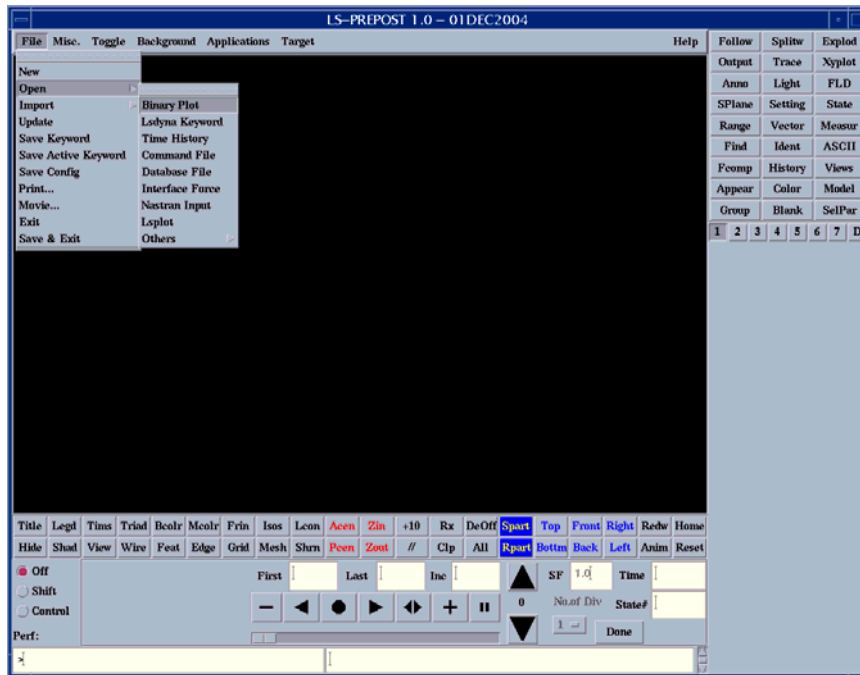 LS-PREPOST 1.0 - 01DEC2004
File Misc. Toggle Background Applications Target Help
New
Open
Import
Update
Save Keyword
Save Active Keyword
Save Config
Print...
Movie...
Exit
Save & Exit
Binary Plot
Lsdyna Keyword
Time History
Command File
Database File
Interface Force
Nastran Input
Lsplot
Others
Follow Splitw Explod
Output Trace Xyplot
Anno Light FLD
SPlane Setting State
Range Vector Measur
Find Ident ASCII
Fcomp History Views
Appear Color Model
Group Blank SelPar
1 2 3 4 5 6 7 D
Title Legd Tims Triad Bcolr Mcolr Frin Isos Lcon Acen Zin +10 Rx DeOff Spart Top Front Right Redw Home
Hide Shad View Wire Feat Edge Grid Mesh Shrn Pcen Zout // Clp All Rpart Bottm Back Left Anim Reset
Off
Shift
Control
Perf:
First Last Inc
0
SF 1.0 Time
No.of Div State#
1 Done
>